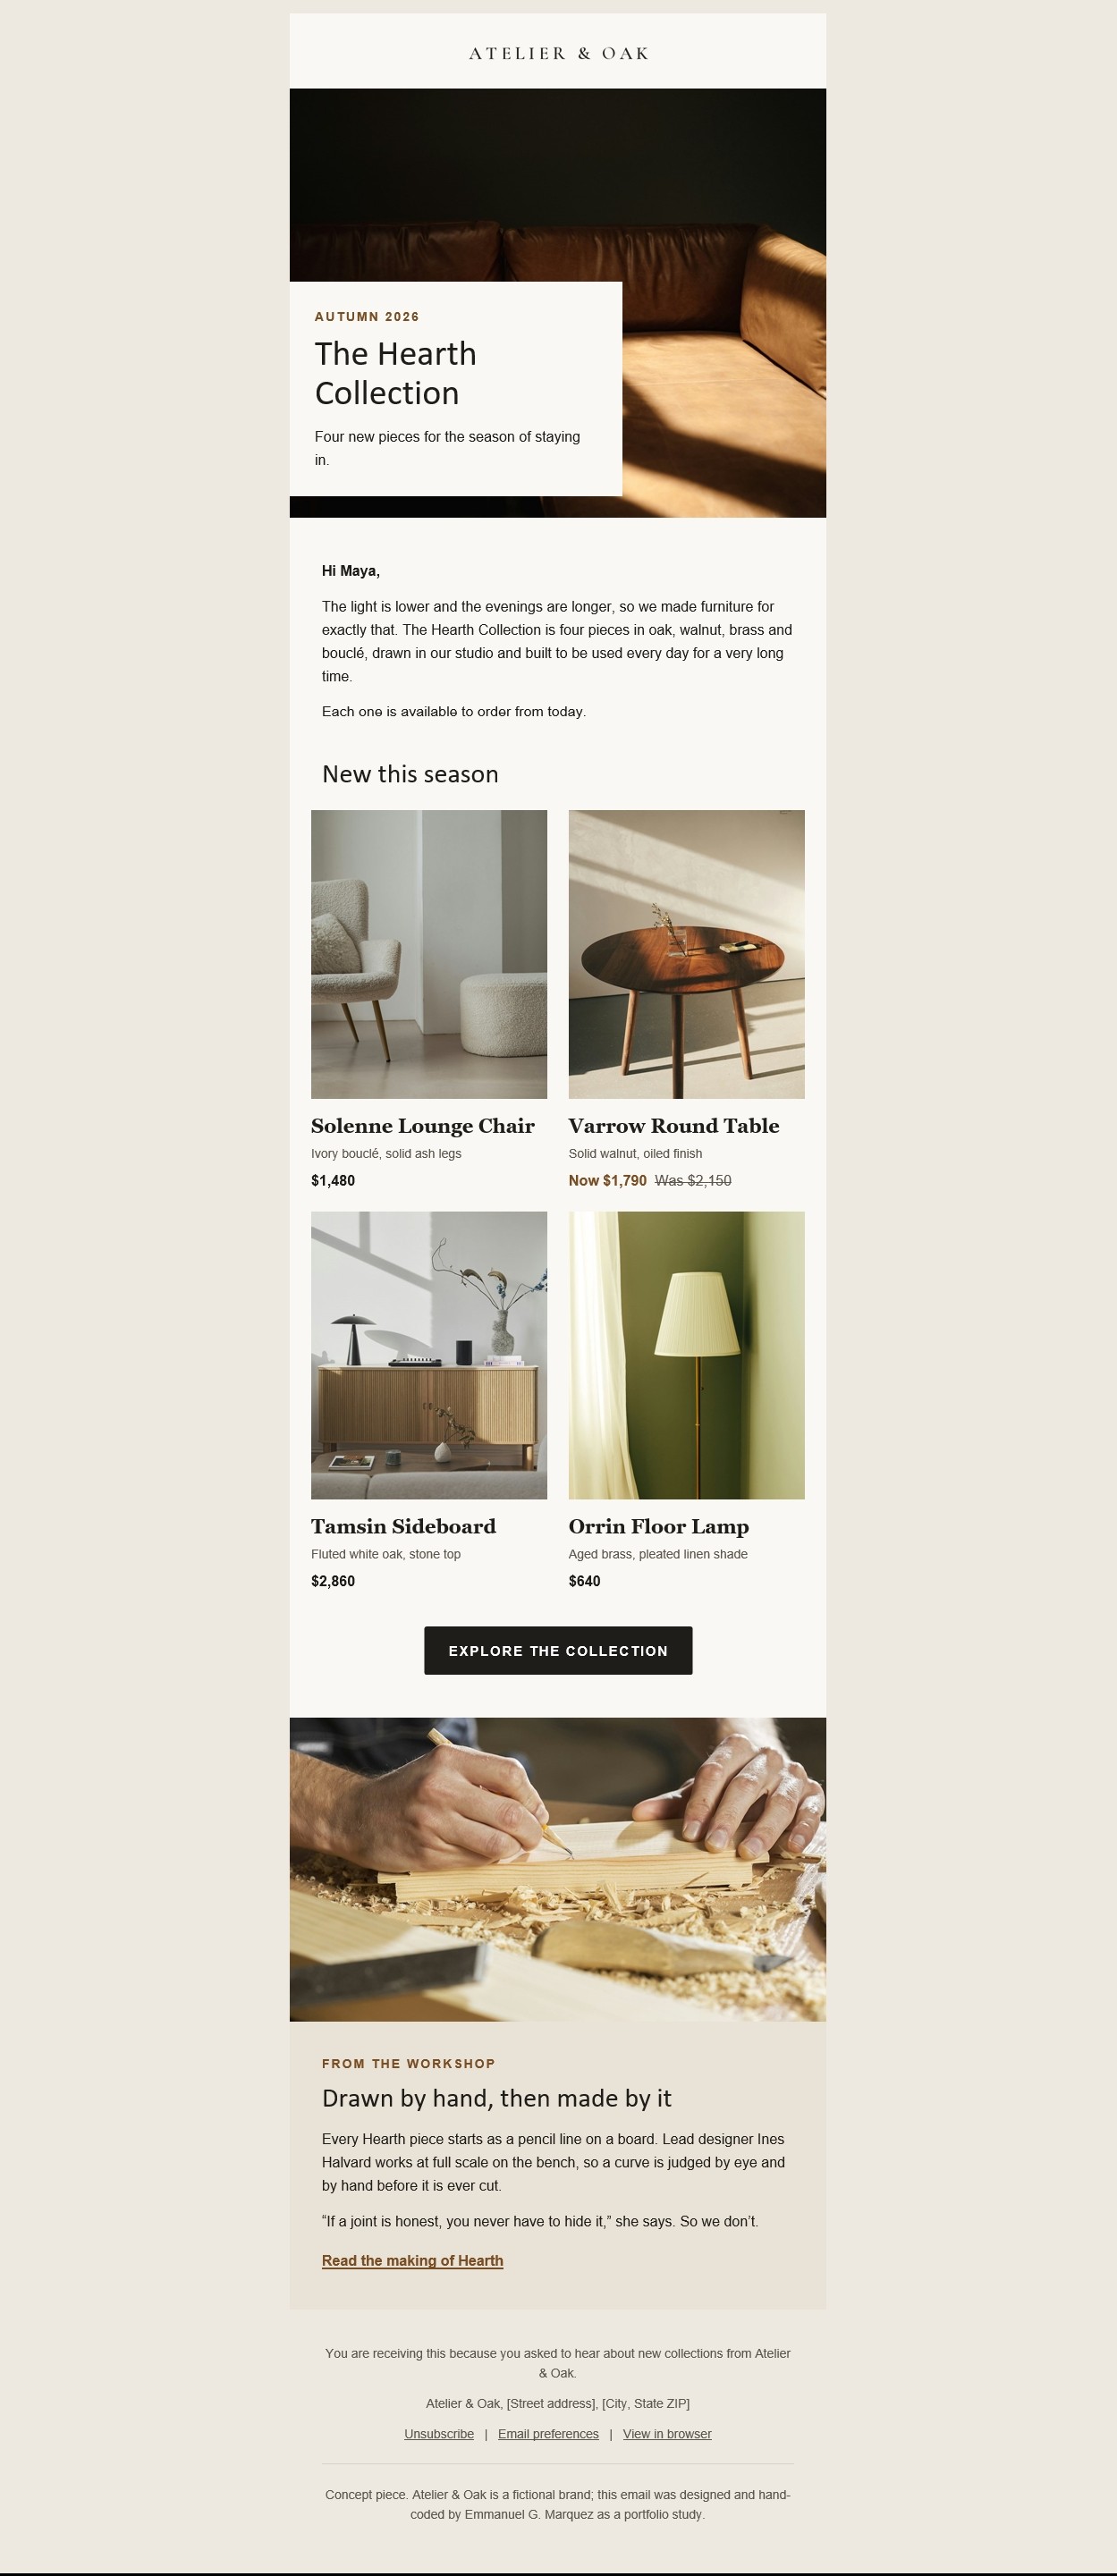 ATELIER & OAK
AUTUMN 2026
The Hearth
Collection
Four new pieces for the season of staying
in.
Hi Maya,
The light is lower and the evenings are longer, so we made furniture for
exactly that. The Hearth Collection is four pieces in oak, walnut, brass and
bouclé, drawn in our studio and built to be used every day for a very long
time.
Each one is available to order from today.
New this season
Solenne Lounge Chair
Ivory bouclé, solid ash legs
$1,480
Varrow Round Table
Solid walnut, oiled finish
Now $1,790 Was $2,150
Tamsin Sideboard
Fluted white oak, stone top
$2,860
Orrin Floor Lamp
Aged brass, pleated linen shade
$640
EXPLORE THE COLLECTION
FROM THE WORKSHOP
Drawn by hand, then made by it
Every Hearth piece starts as a pencil line on a board. Lead designer Ines
Halvard works at full scale on the bench, so a curve is judged by eye and
by hand before it is ever cut.
“If a joint is honest, you never have to hide it,” she says. So we don’t.
Read the making of Hearth
You are receiving this because you asked to hear about new collections from Atelier
& Oak.
Atelier & Oak, [Street address], [City, State ZIP]
Unsubscribe | Email preferences | View in browser
Concept piece. Atelier & Oak is a fictional brand; this email was designed and hand-
coded by Emmanuel G. Marquez as a portfolio study.